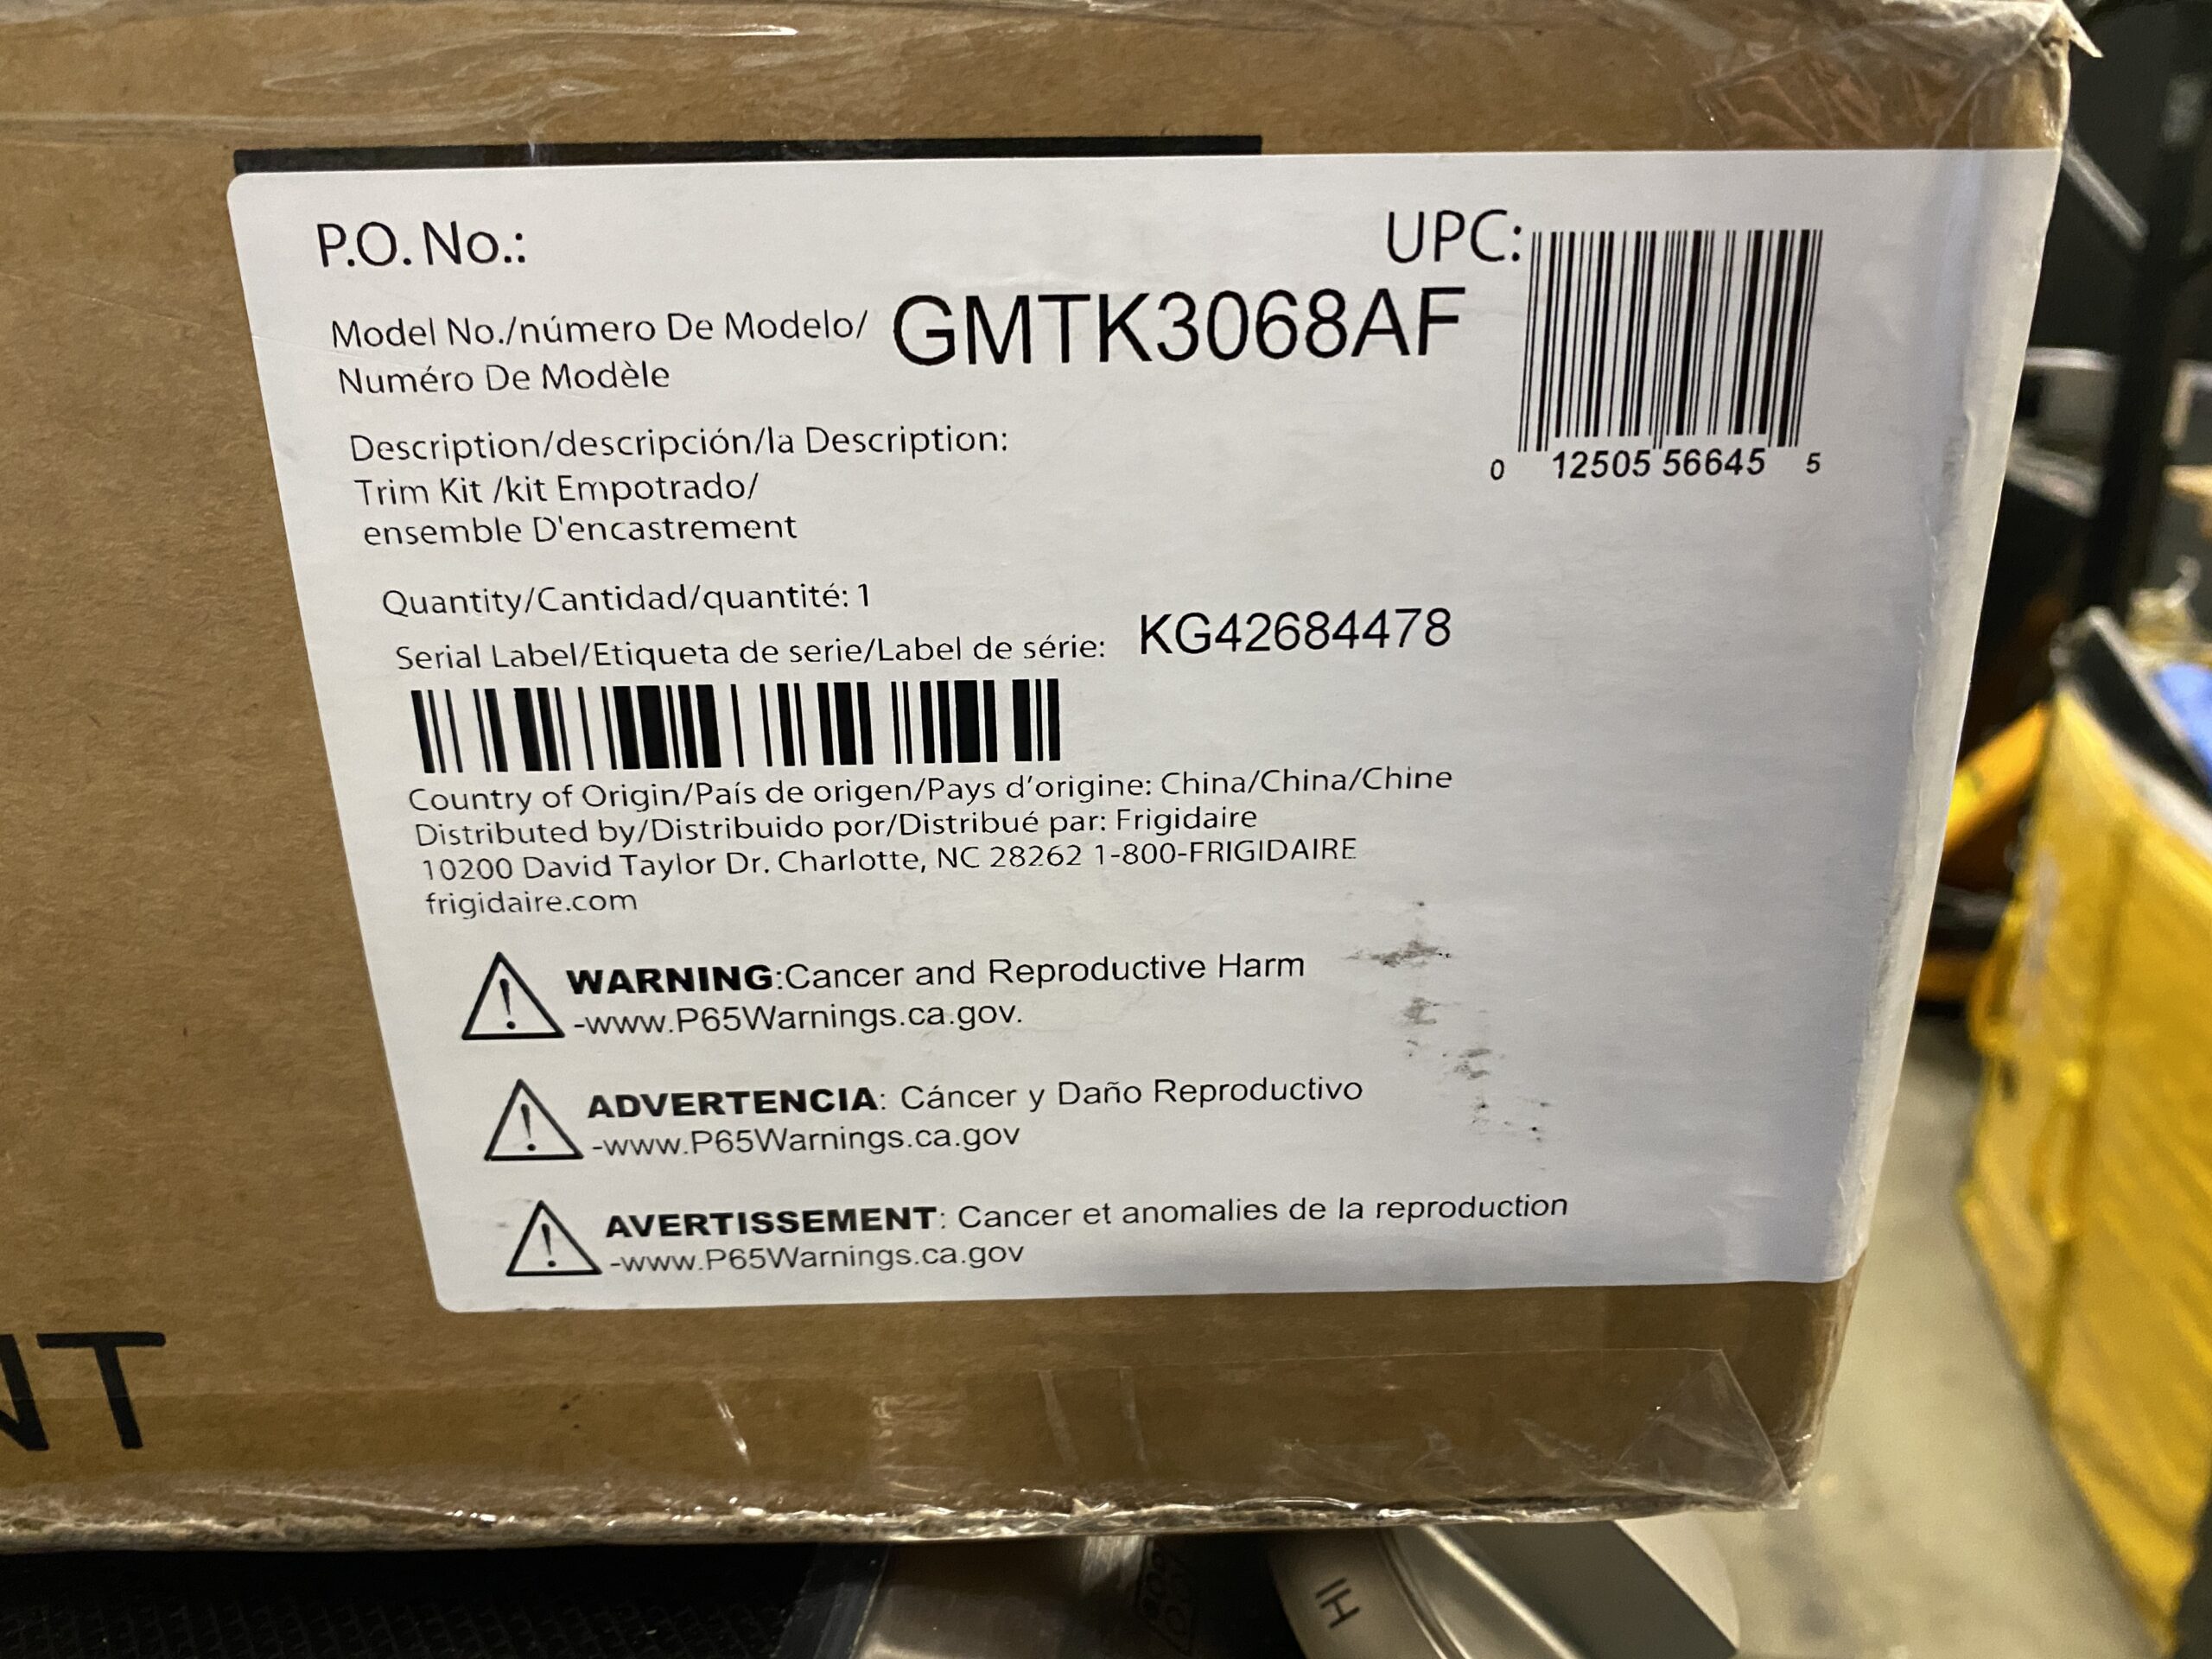 P.O. No.:
UPC:
Model No./número De Modelo/ GMTK3068AF
Numéro De Modèle
0 12505 56645 5
Description/descripción/la Description:
Trim Kit /kit Empotrado/
ensemble D'encastrement
Quantity/Cantidad/quantité: 1
Serial Label/Etiqueta de serie/Label de série: KG42684478
Country of Origin/País de origen/Pays d’origine: China/China/Chine
Distributed by/Distribuido por/Distribué par: Frigidaire
10200 David Taylor Dr. Charlotte, NC 28262 1-800-FRIGIDAIRE
frigidaire.com
WARNING:Cancer and Reproductive Harm
-www.P65Warnings.ca.gov.
ADVERTENCIA: Cáncer y Daño Reproductivo
-www.P65Warnings.ca.gov
AVERTISSEMENT: Cancer et anomalies de la reproduction
-www.P65Warnings.ca.gov
NT
HI